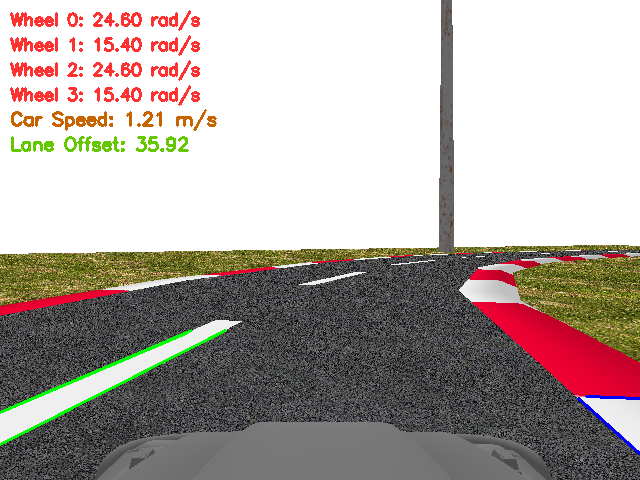 Wheel 0: 24.60 rad/s
Wheel 1: 15.40 rad/s
Wheel 2: 24.60 rad/s
Wheel 3: 15.40 rad/s
Car Speed: 1.21 m/s
Lane Offset: 35.92